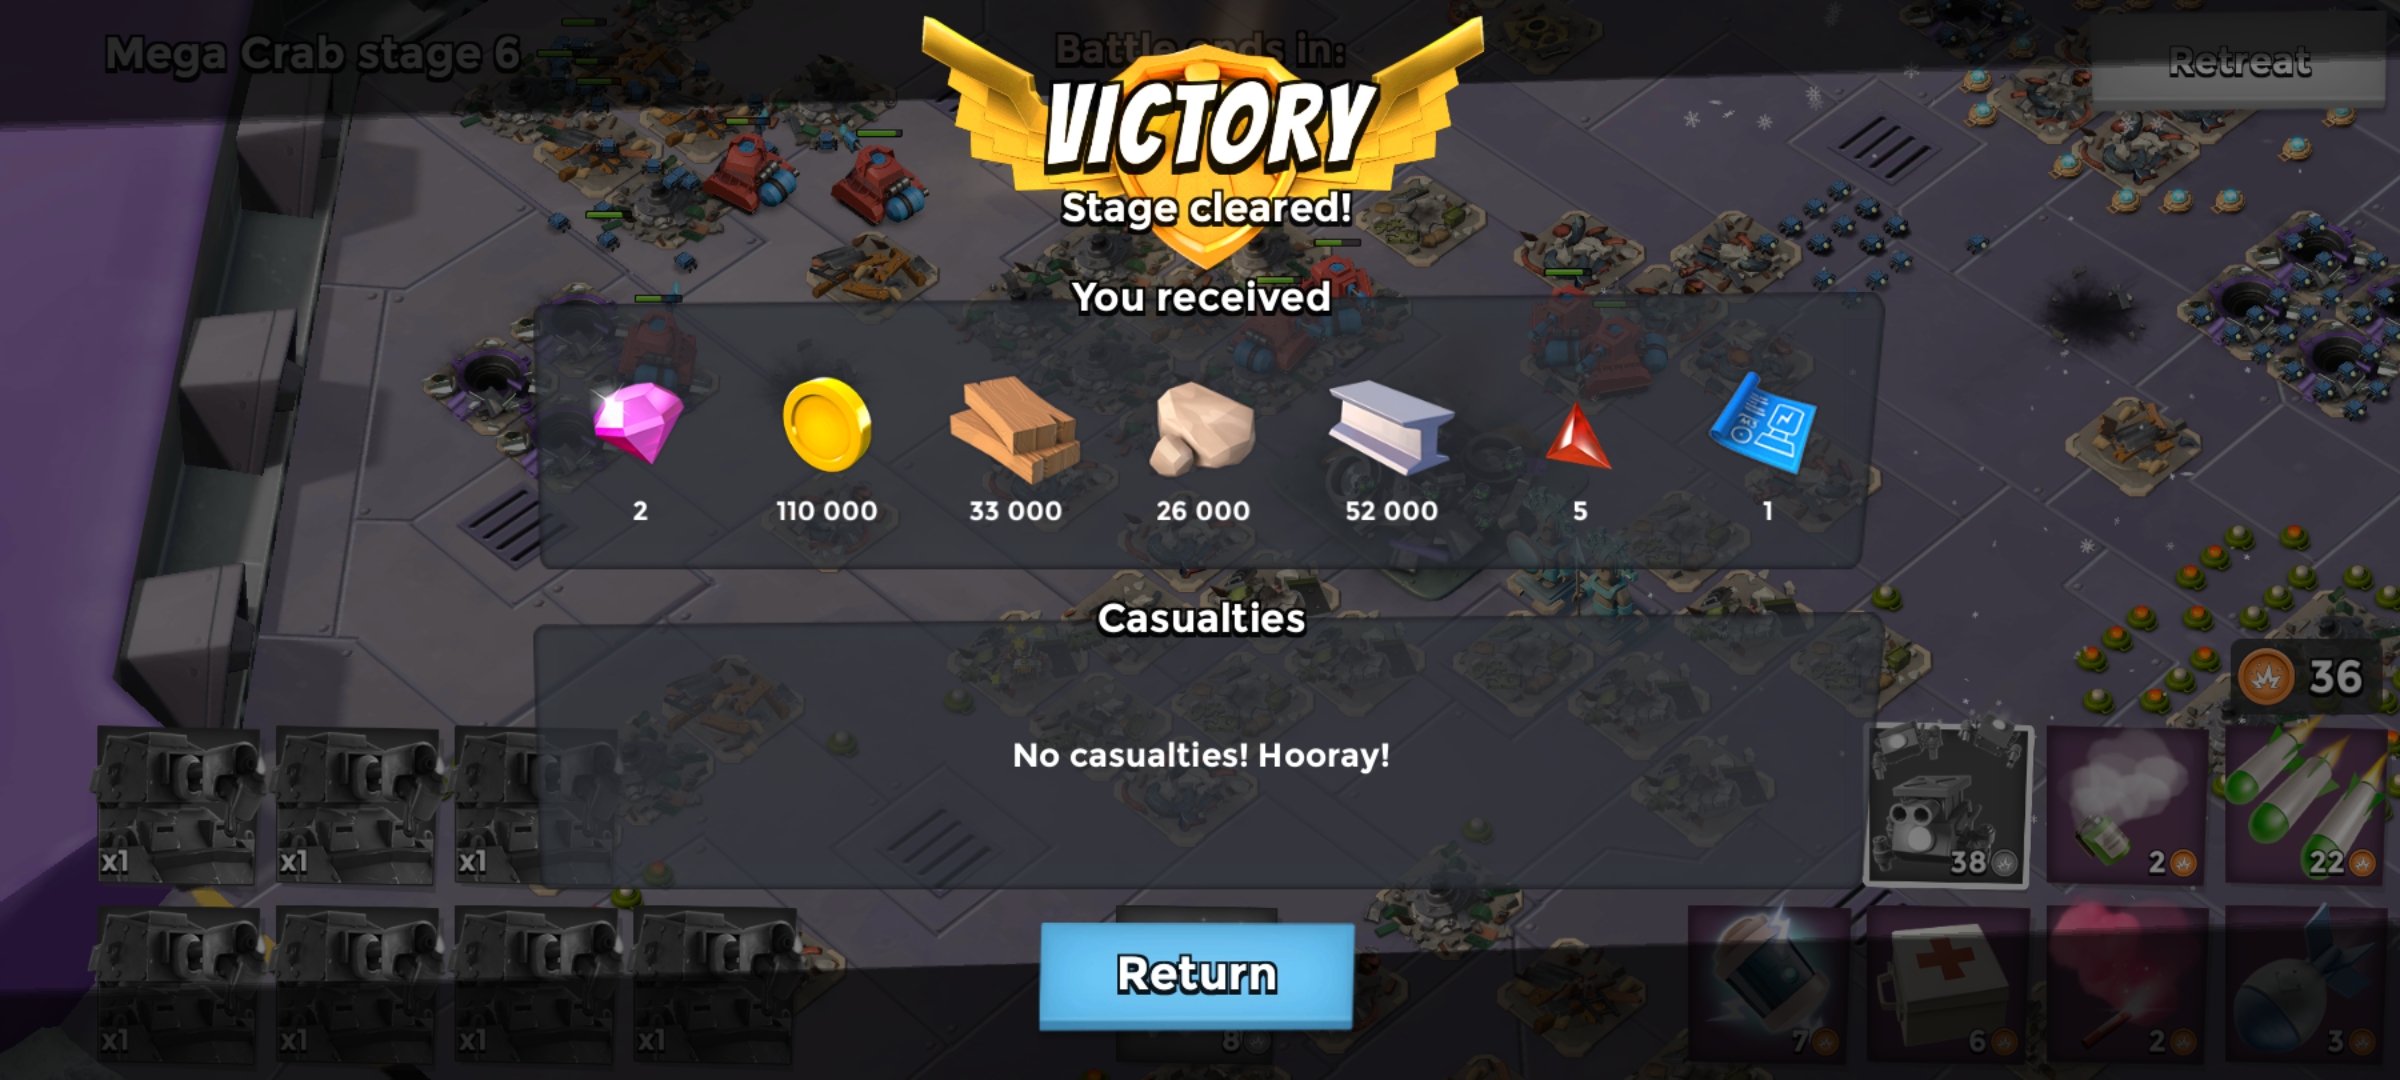 Mega Crab stage 6
Battle ends in:
Retreat
VICTORY
Stage cleared!
You received
2
110 000
33 000
26 000
52 000
5
1
Casualties
No casualties! Hooray!
36
x1
x1
x1
38
2
22
x1
x1
x1
x1
8
7
6
2
3
Return